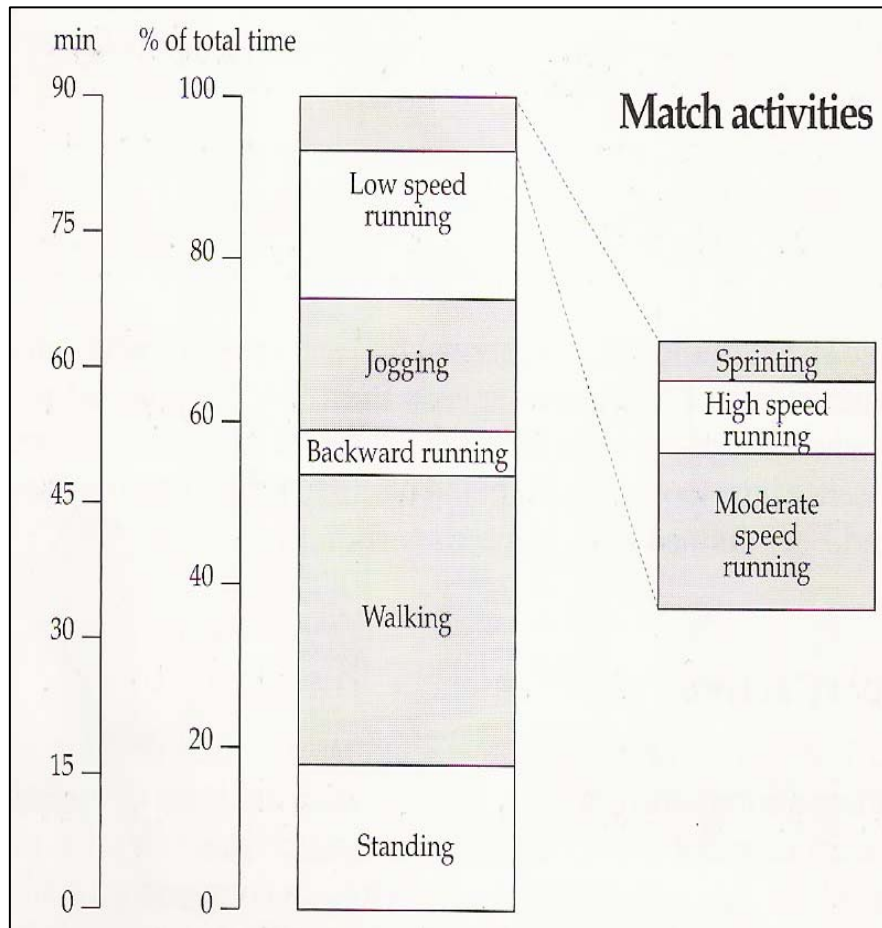 min
% of total time
Match activities
90
75
60
45
30
15
0
100
80
60
40
20
0
Low speed
running
Jogging
Backward running
Walking
Standing
Sprinting
High speed
running
Moderate
speed
running